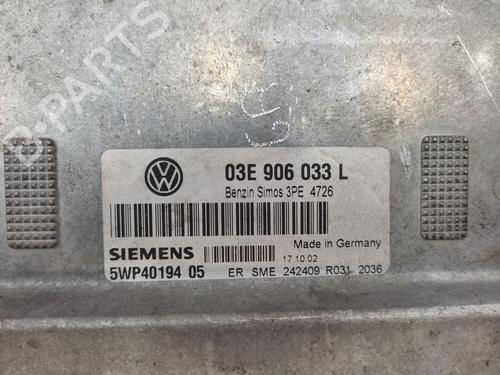 B-PARTS
VW
03E 906 033 L
Benzin Simos 3PE 4726
SIEMENS
Made in Germany
17 10 02
5WP40194 05 ER SME 242409 R031 2036